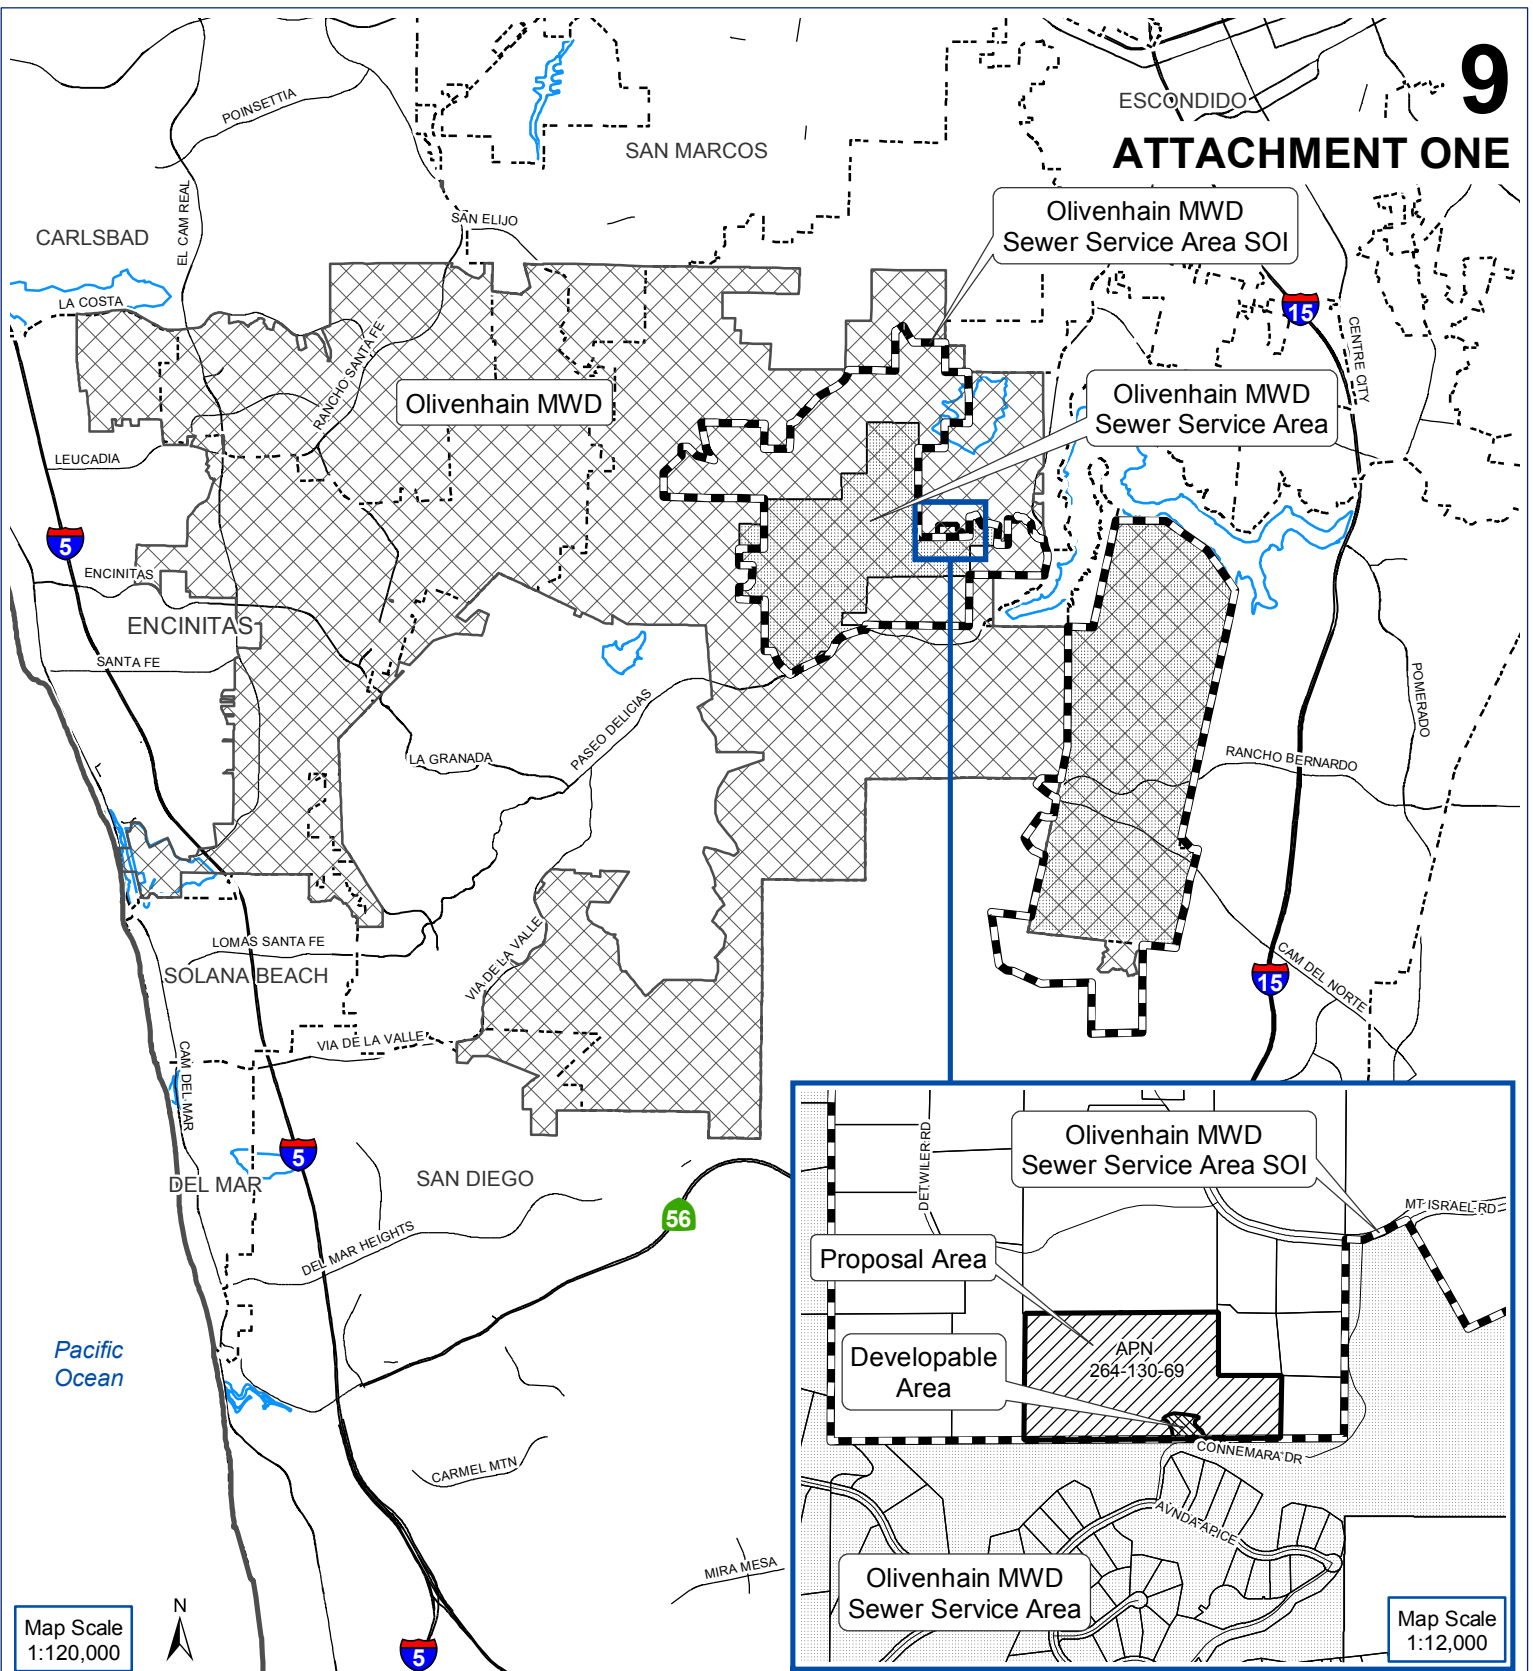 9
ATTACHMENT ONE
ESCONDIDO
POINSETTIA
SAN MARCOS
EL CAM REAL
SAN ELIJO
CARLSBAD
Olivenhain MWD
Sewer Service Area SOI
LA COSTA
15
CENTRE CITY
RANCHO SANTA FE
Olivenhain MWD
Olivenhain MWD
Sewer Service Area
LEUCADIA
5
ENCINITAS
ENCINITAS
SANTA FE
POMERADO
PASEO DELICIAS
LA GRANADA
RANCHO BERNARDO
LOMAS SANTA FE
VIA DE LA VALLE
SOLANA BEACH
CAM DEL NORTE
15
VIA DE LA VALLE
CAM DEL MAR
5
DEL MAR
SAN DIEGO
56
DEL MAR HEIGHTS
Pacific
Ocean
CARMEL MTN
MIRA MESA
5
N
Map Scale
1:120,000
DETWILER RD
Olivenhain MWD
Sewer Service Area SOI
MT ISRAEL RD
Proposal Area
APN
264-130-69
Developable
Area
CONNEMARA DR
AVNDA APICE
Olivenhain MWD
Sewer Service Area
Map Scale
1:12,000